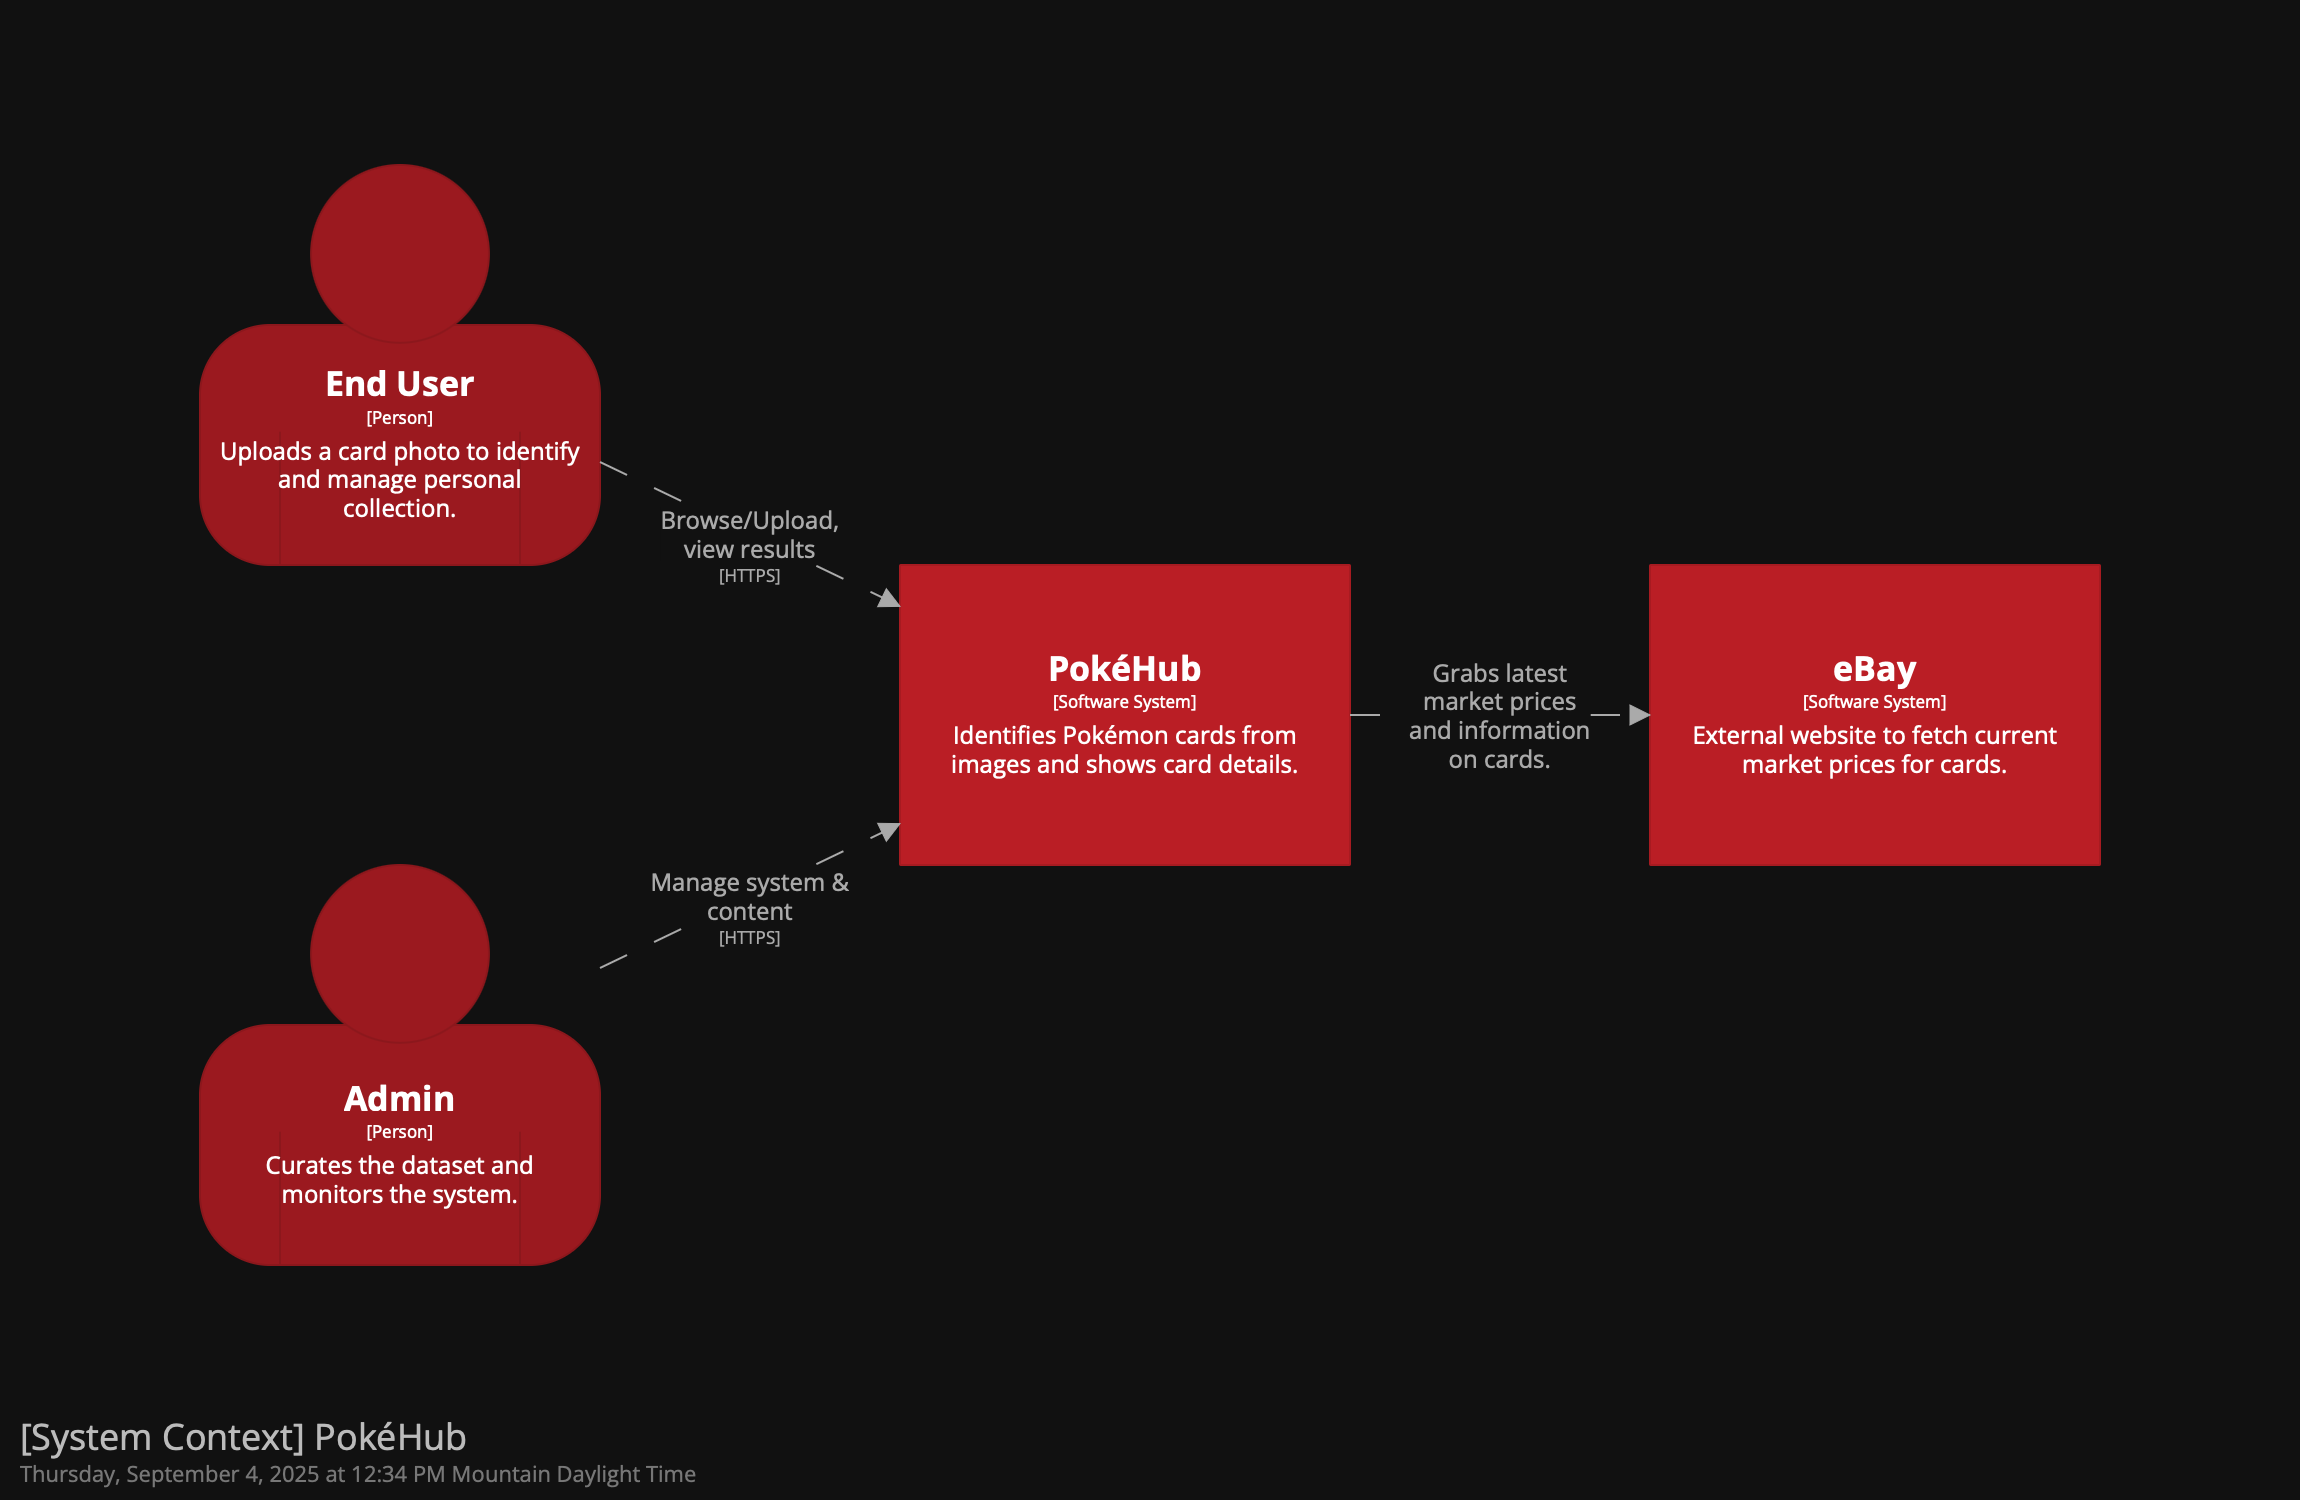 End User
[Person]
Uploads a card photo to identify
and manage personal
collection.
Browse/Upload,
view results
[HTTPS]
PokéHub
[Software System]
Identifies Pokémon cards from
images and shows card details.
Grabs latest
market prices
and information
on cards.
eBay
[Software System]
External website to fetch current
market prices for cards.
Manage system &
content
[HTTPS]
Admin
[Person]
Curates the dataset and
monitors the system.
[System Context] PokéHub
Thursday, September 4, 2025 at 12:34 PM Mountain Daylight Time